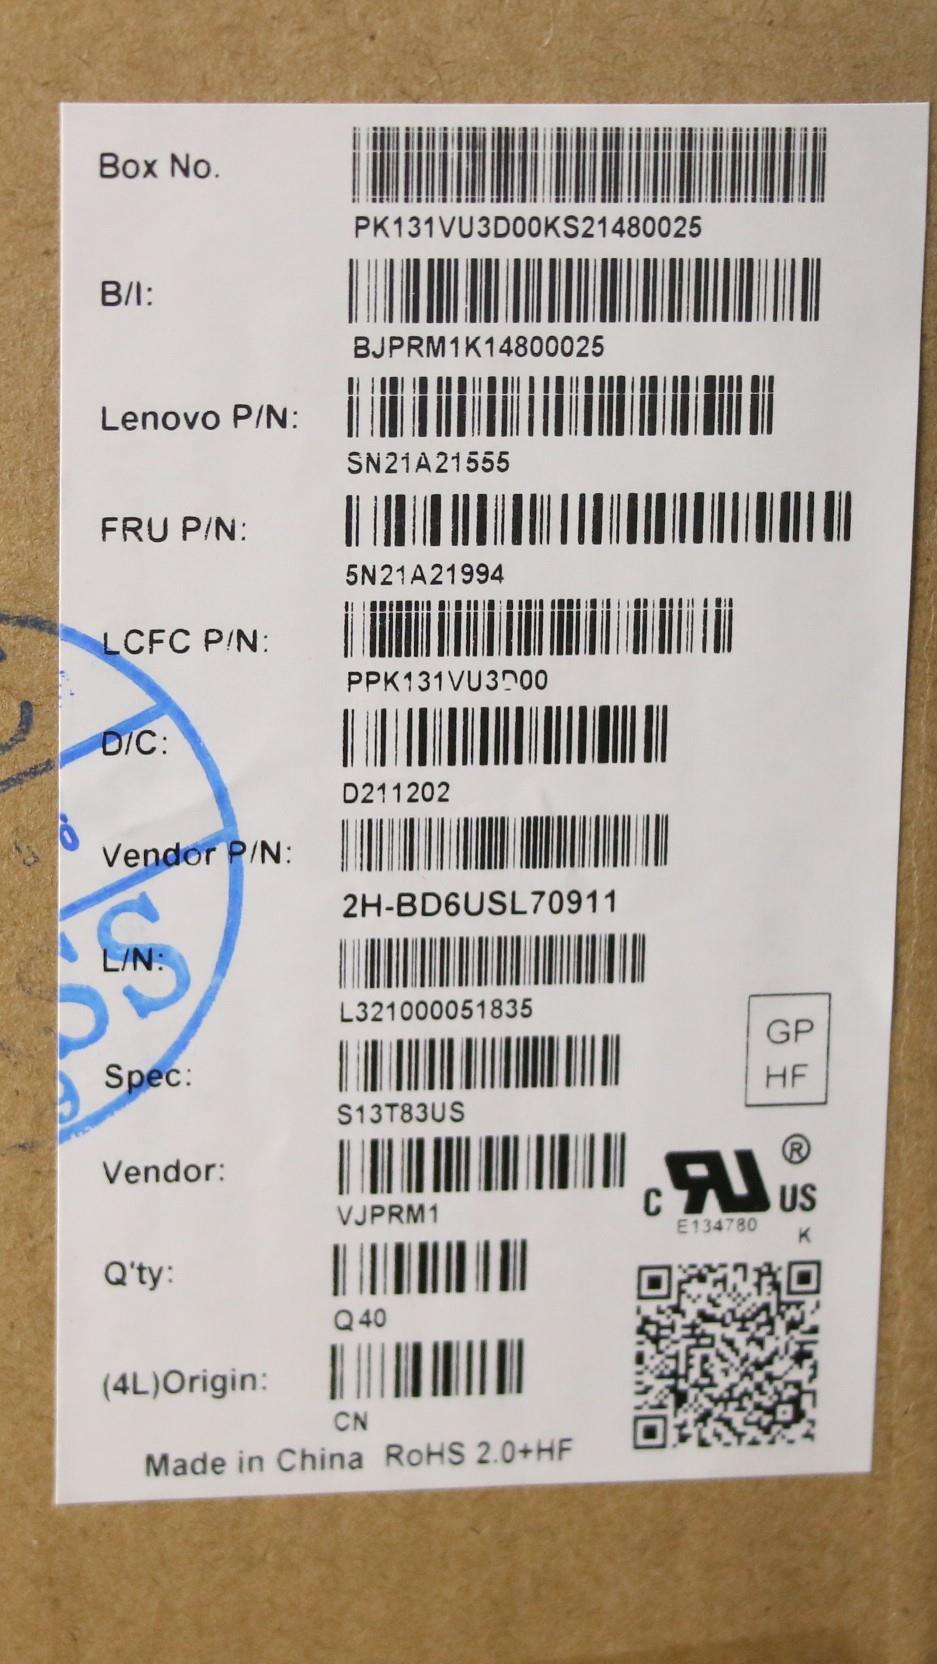 Box No.
PK131VU3D00KS21480025
B/I:
BJPRM1K14800025
Lenovo P/N:
SN21A21555
FRU P/N:
5N21A21994
LCFC P/N:
PPK131VU3D00
D/C:
D211202
Vendor P/N:
2H-BD6USL70911
L/N:
L321000051835
GP
HF
Spec:
S13T83US
Vendor:
VJPRM1
C RU ® US
E134780
K
Q'ty:
Q40
(4L)Origin:
CN
Made in China RoHS 2.0+HF